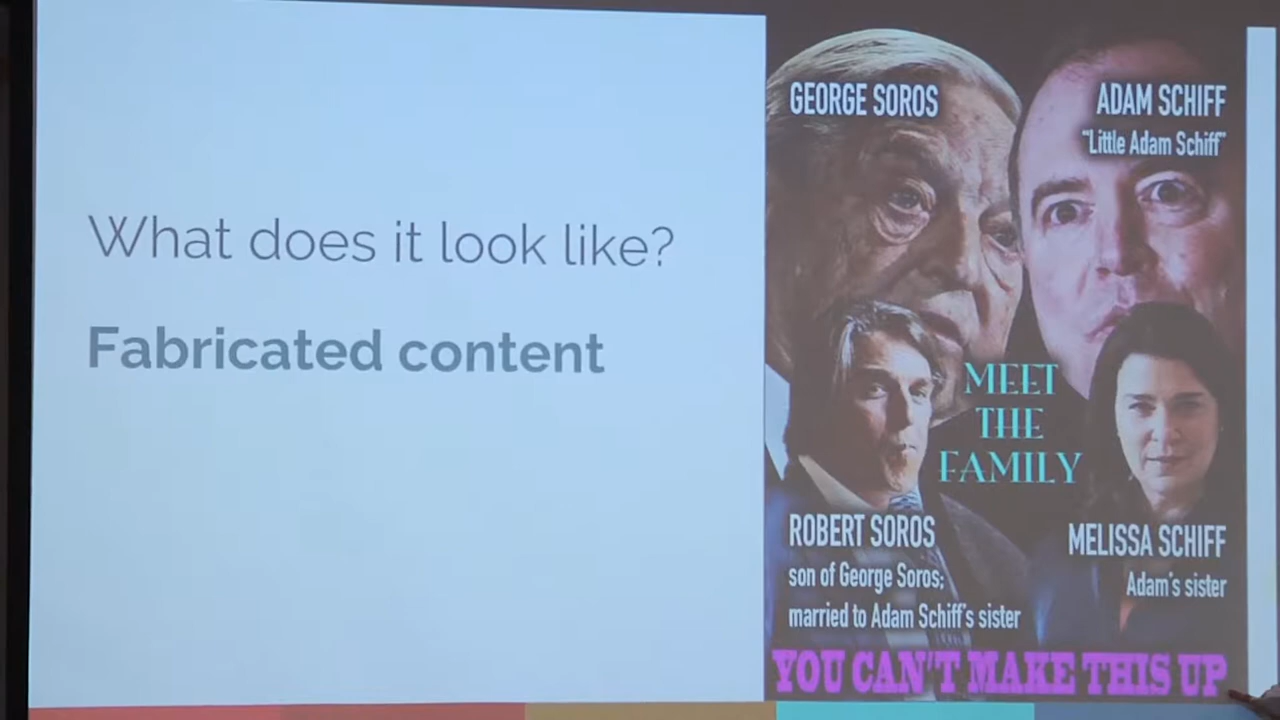 What does it look like?
Fabricated content
GEORGE SOROS
ADAM SCHIFF
"Little Adam Schiff"
MEET
THE
FAMILY
ROBERT SOROS
son of George Soros;
married to Adam Schiff's sister
MELISSA SCHIFF
Adam's sister
YOU CAN'T MAKE THIS UP